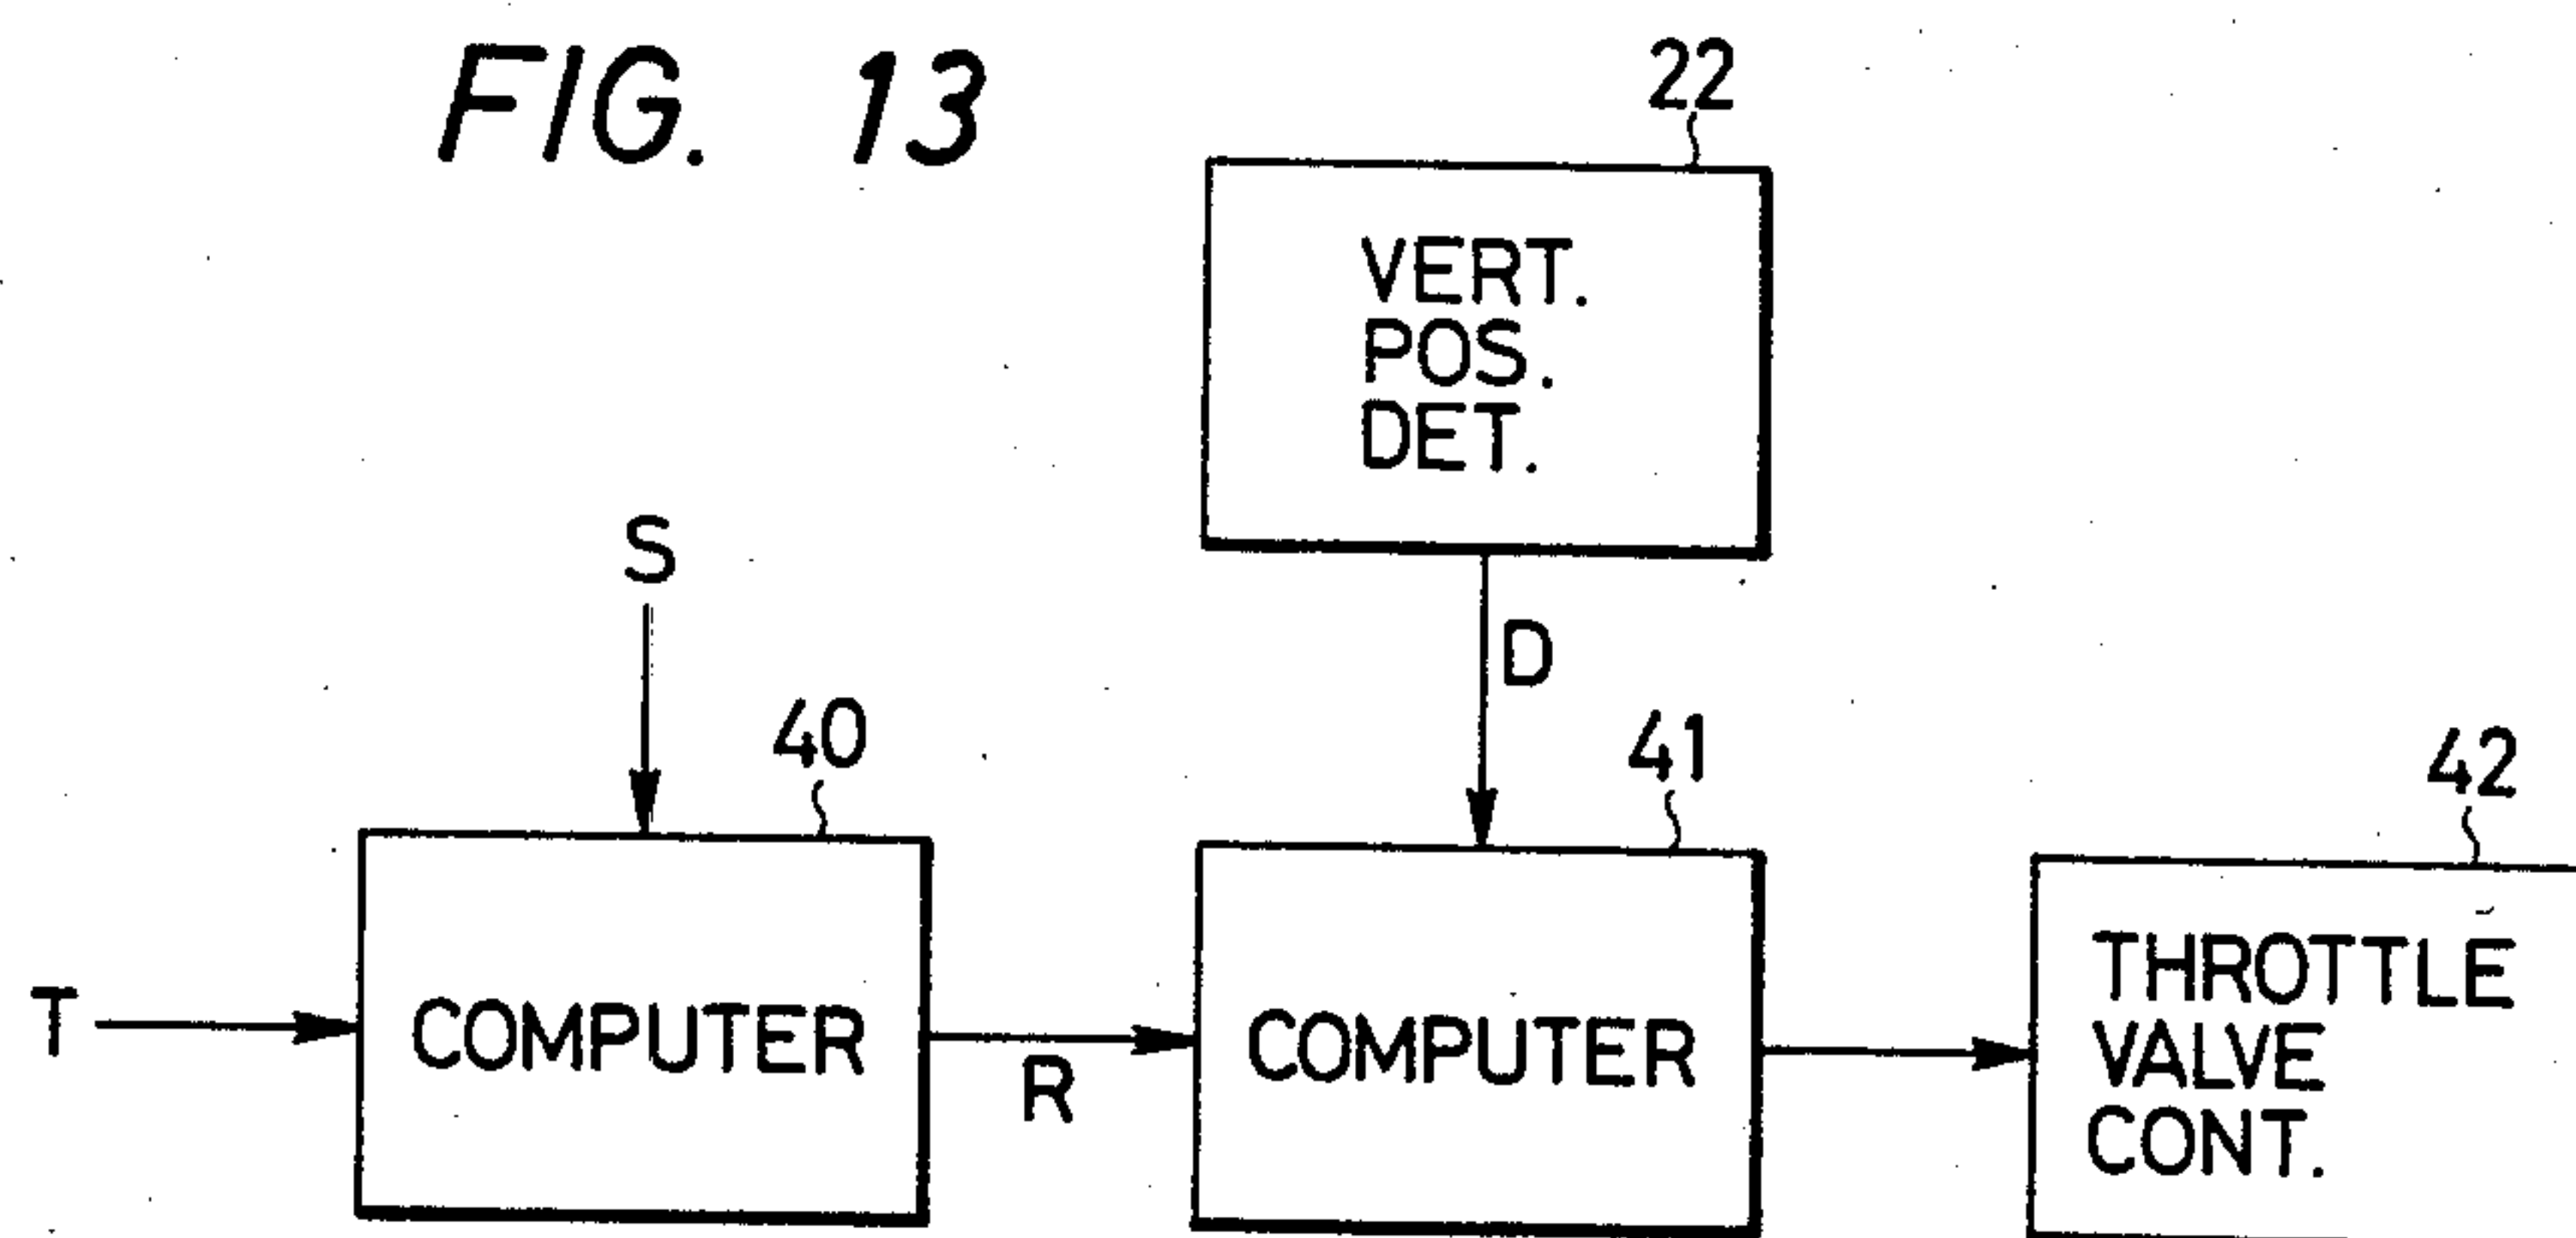 FIG. 13
22
VERT.
POS.
DET.
S
D
40
41
42
T
COMPUTER
R
COMPUTER
THROTTLE
VALVE
CONT.